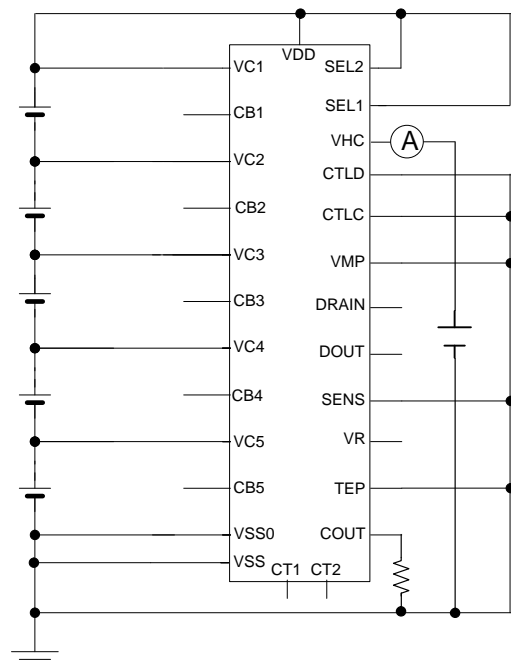 VDD
VC1
SEL2
SEL1
CB1
VHC
A
VC2
CTLD
CB2
CTLC
VC3
VMP
CB3
DRAIN
VC4
DOUT
CB4
SENS
VC5
VR
CB5
TEP
VSS0
COUT
VSS
CT1 CT2